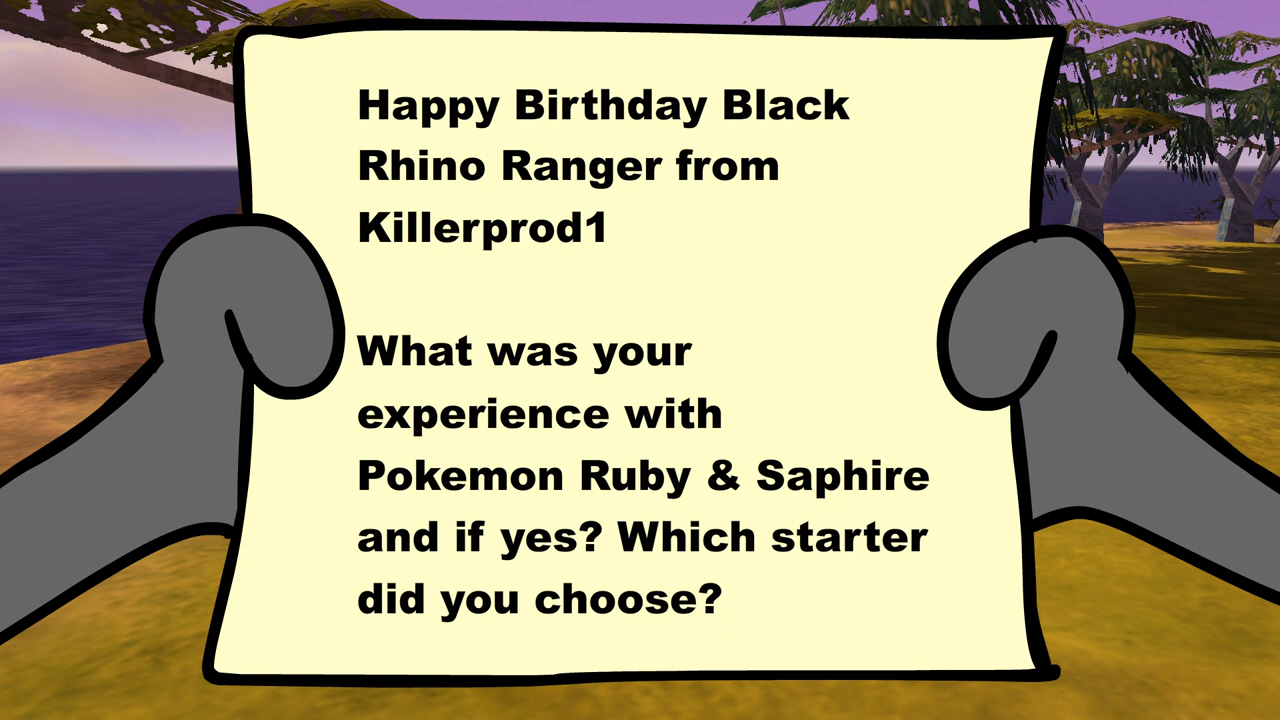 Happy Birthday Black
Rhino Ranger from
Killerprod1
What was your
experience with
Pokemon Ruby & Saphire
and if yes? Which starter
did you choose?